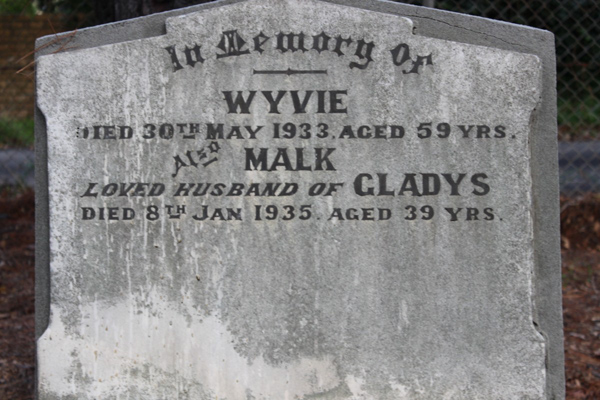 In Memory Of
WYVIE
DIED 30TH MAY 1933. AGED 59 YRS.
Also MALK
LOVED HUSBAND OF GLADYS
DIED 8TH JAN 1935. AGED 39 YRS.